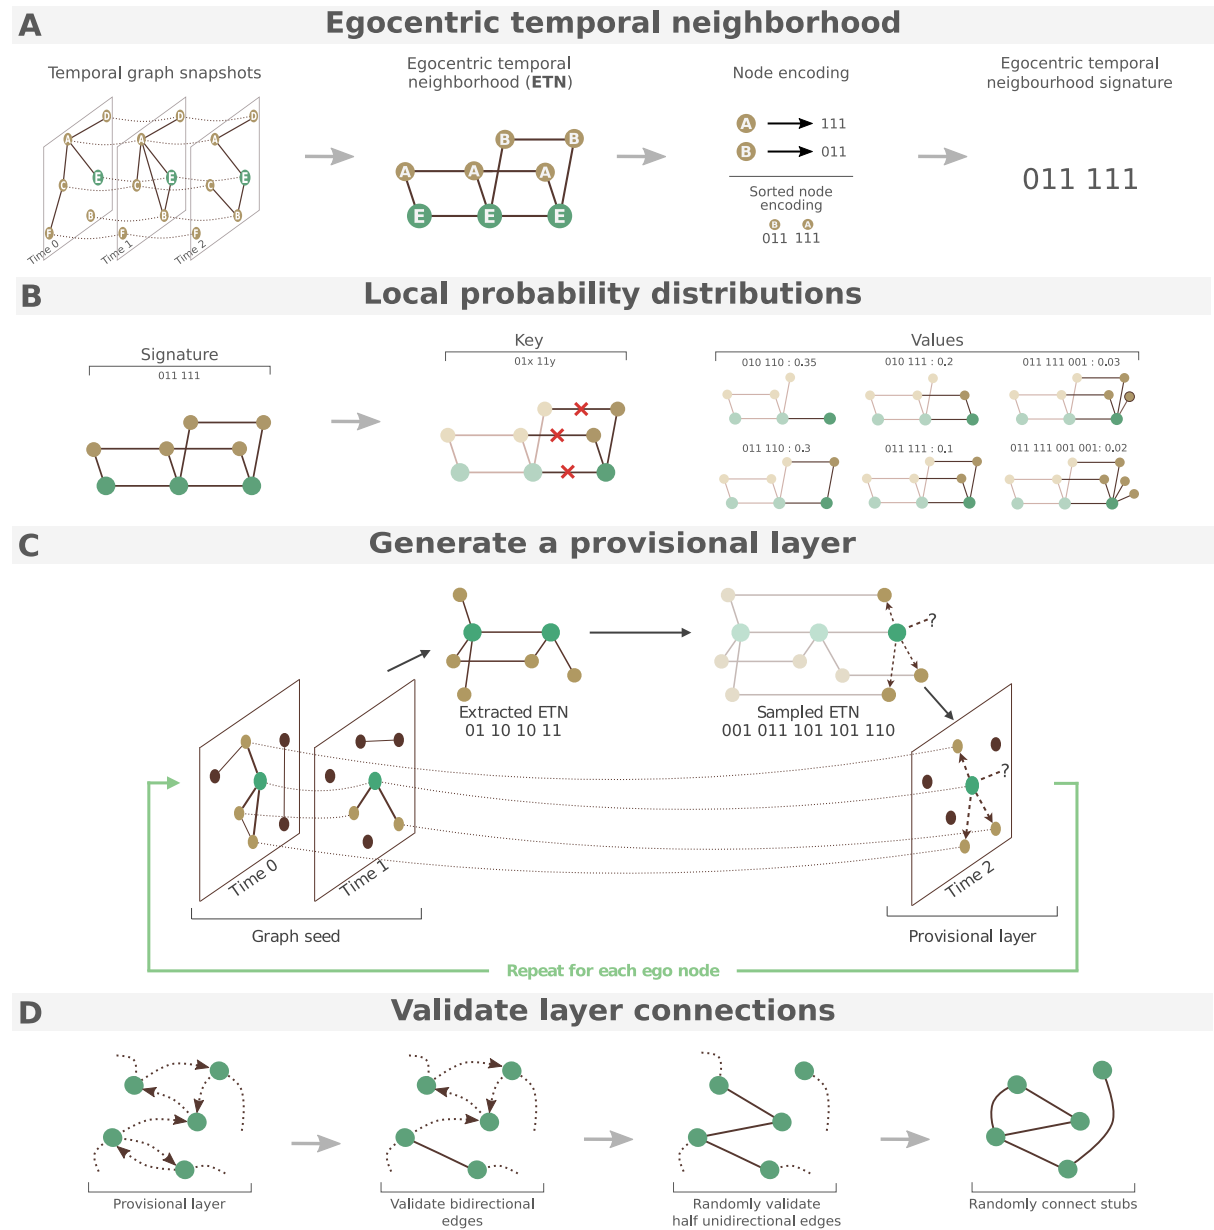 A
Egocentric temporal neighborhood
Temporal graph snapshots
Egocentric temporal
neighborhood (ETN)
Node encoding
Egocentric temporal
neigbourhood signature
D D D
A A A
E E E
C C C
B B B
F F F
Time 0
Time 1
Time 2
B B
A A A
E E E
A 111
B 011
Sorted node
encoding
B A
011 111
011 111
B
Local probability distributions
Signature
011 111
Key
01x 11y
Values
010 110 : 0.35
010 111 : 0.2
011 111 001 : 0.03
011 110 : 0.3
011 111 : 0.1
011 111 001 001: 0.02
C
Generate a provisional layer
?
Extracted ETN
01 10 10 11
Sampled ETN
001 011 101 101 110
?
Time 0
Time 1
Time 2
Graph seed
Provisional layer
Repeat for each ego node
D
Validate layer connections
Provisional layer
Validate bidirectional
edges
Randomly validate
half unidirectional edges
Randomly connect stubs